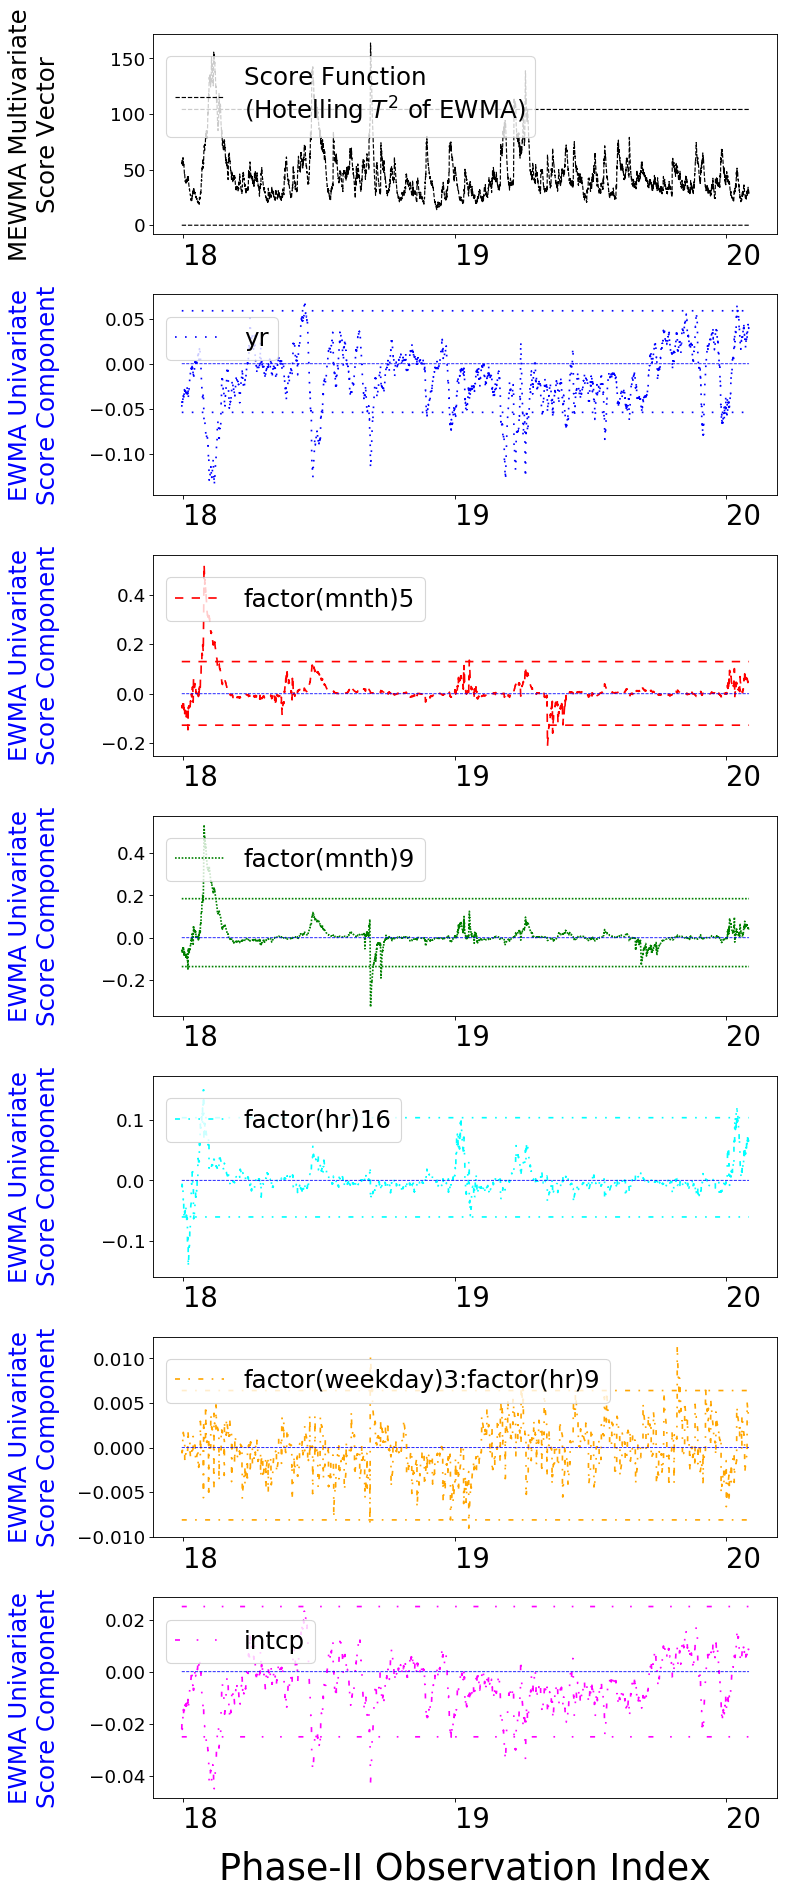 MEWMA Multivariate
Score Vector
150
100
50
0
Score Function
(Hotelling T² of EWMA)
18 19 20
EWMA Univariate
Score Component
0.05
0.00
−0.05
−0.10
yr
18 19 20
EWMA Univariate
Score Component
0.4
0.2
0.0
−0.2
factor(mnth)5
18 19 20
EWMA Univariate
Score Component
0.4
0.2
0.0
−0.2
factor(mnth)9
18 19 20
EWMA Univariate
Score Component
0.1
0.0
−0.1
factor(hr)16
18 19 20
EWMA Univariate
Score Component
0.010
0.005
0.000
−0.005
−0.010
factor(weekday)3:factor(hr)9
18 19 20
EWMA Univariate
Score Component
0.02
0.00
−0.02
−0.04
intcp
18 19 20
Phase-II Observation Index